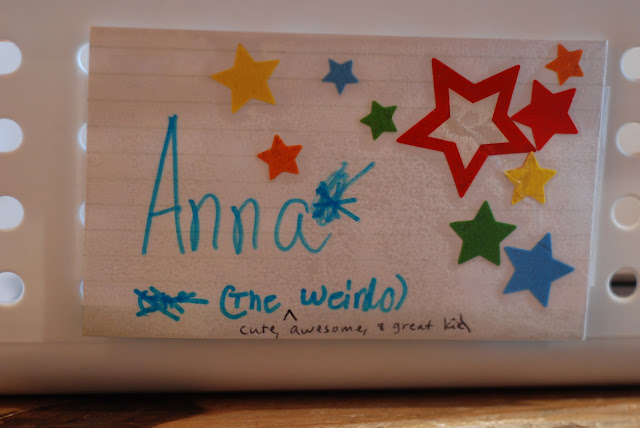 Anna
(The weirdo)
cute, awesome, & great kid